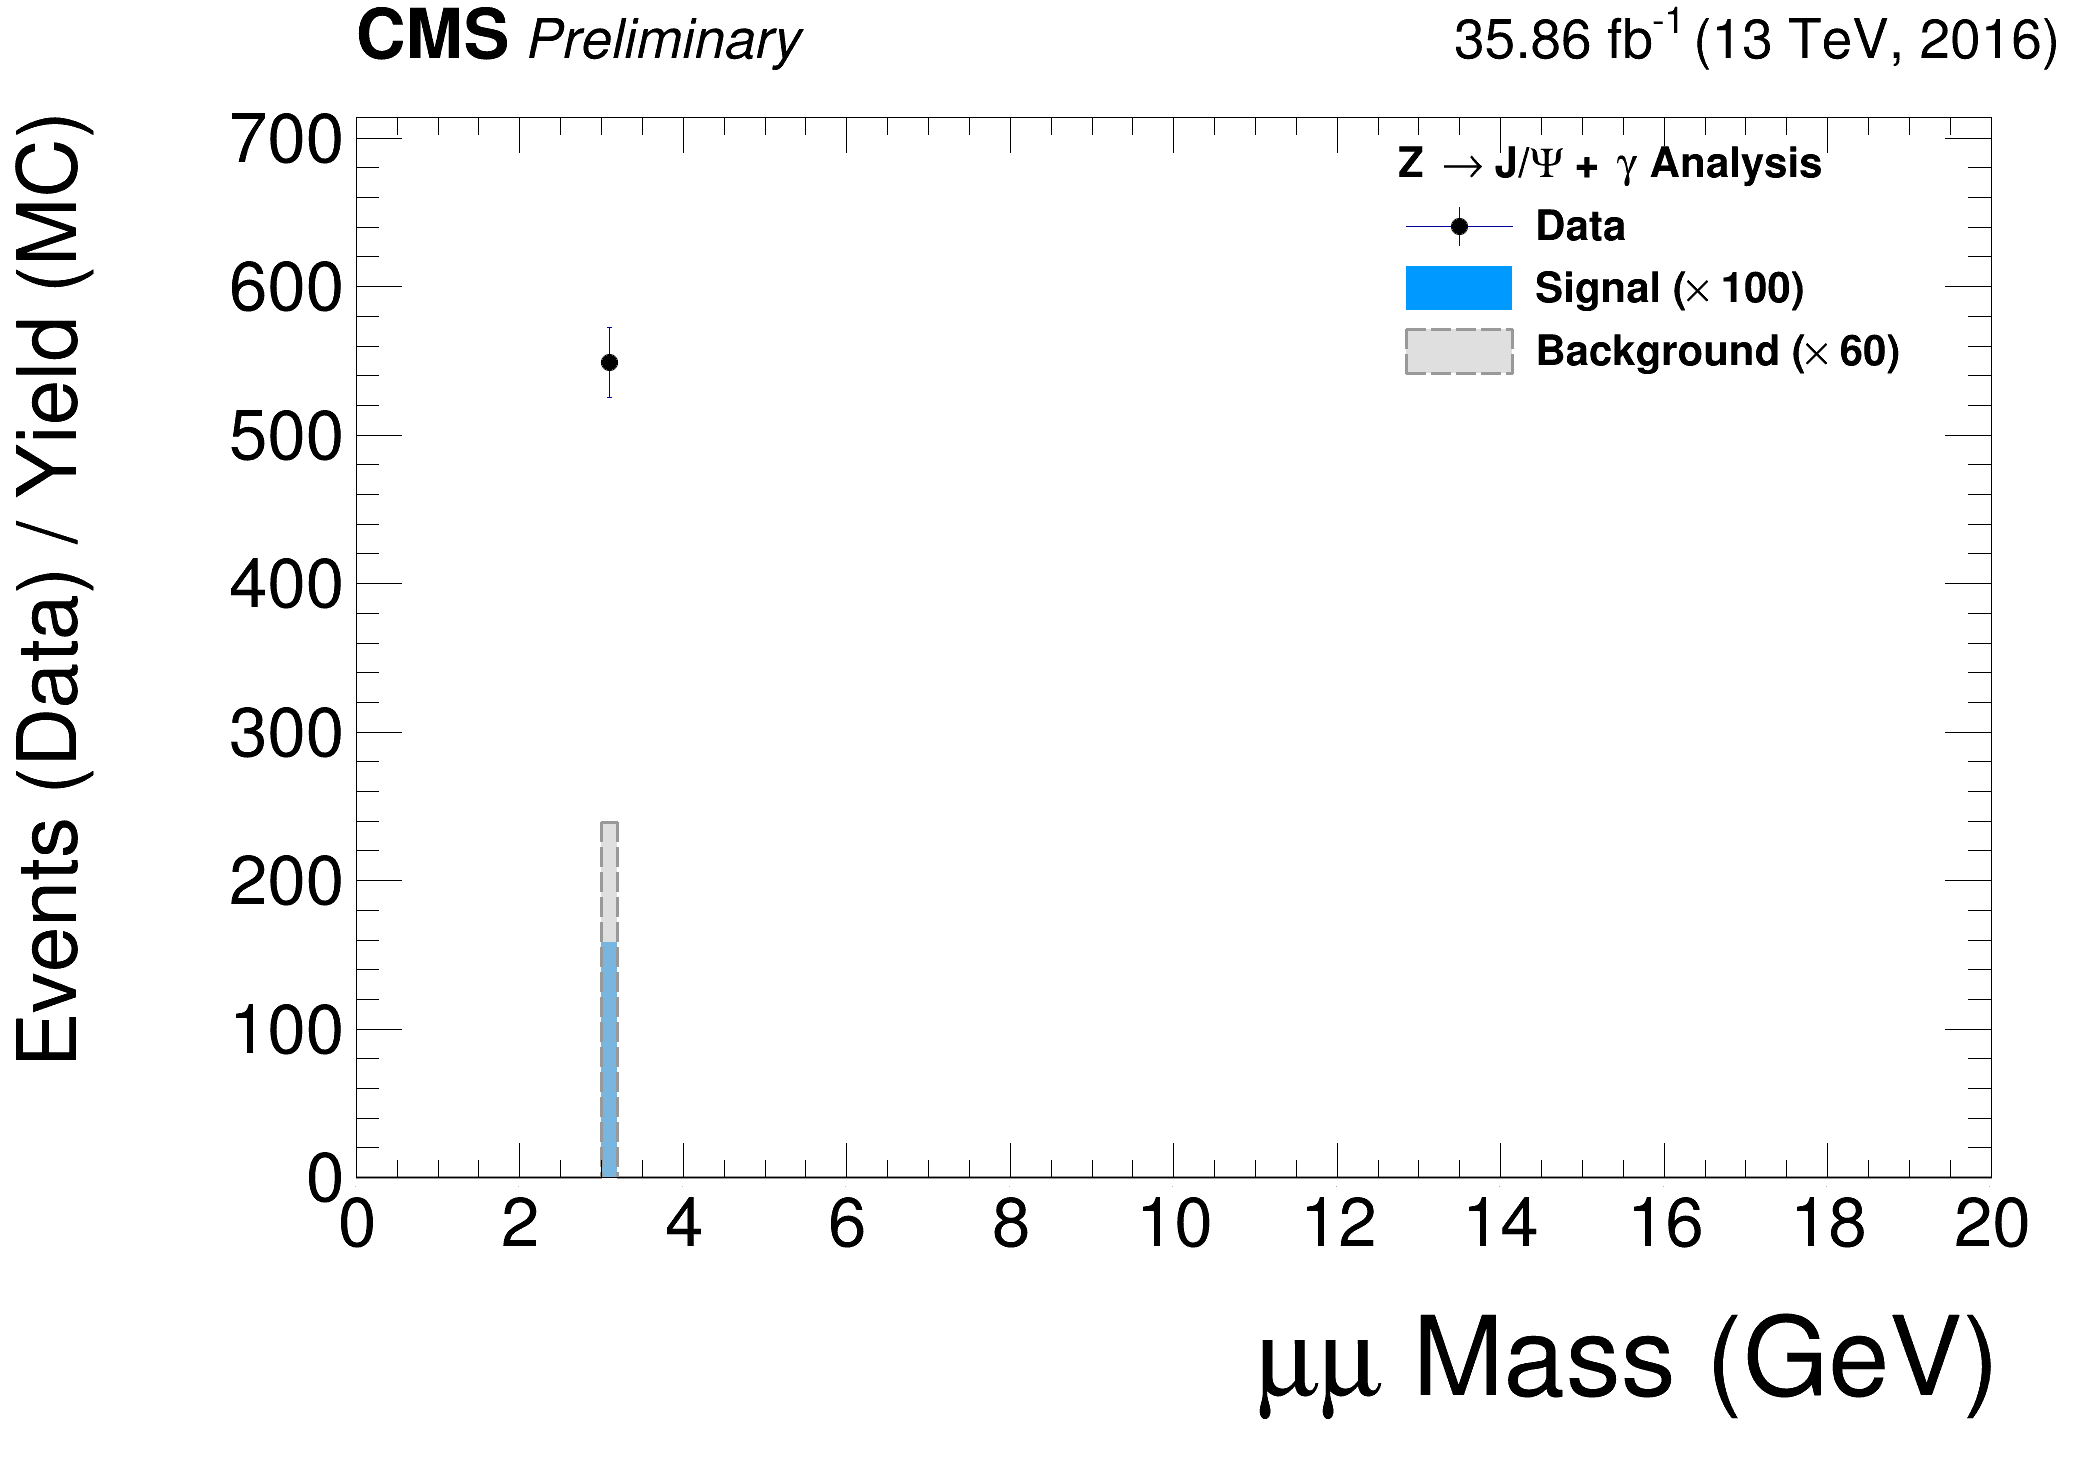 CMS Preliminary 35.86 fb⁻¹ (13 TeV, 2016)
Events (Data) / Yield (MC)
700
600
500
400
300
200
100
0
Z → J/Ψ + γ Analysis
Data
Signal (× 100)
Background (× 60)
0 2 4 6 8 10 12 14 16 18 20
μμ Mass (GeV)